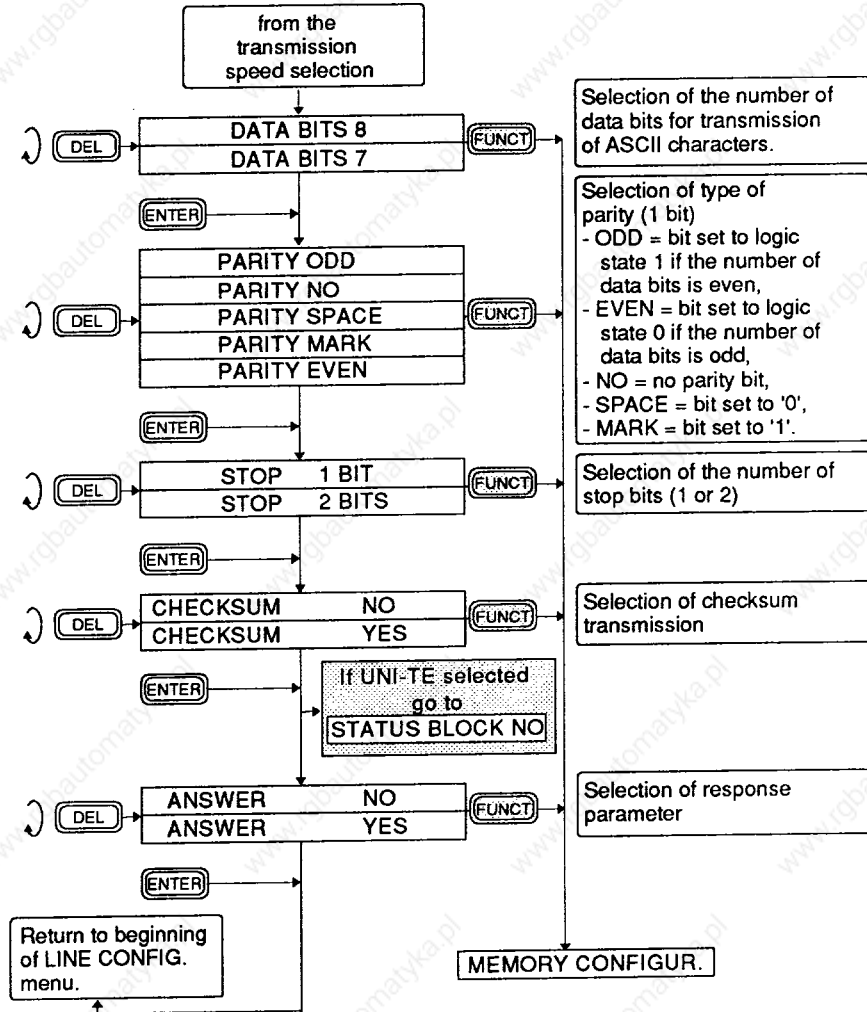 from the
transmission
speed selection
DEL
DATA BITS 8
DATA BITS 7
FUNCT
Selection of the number of
data bits for transmission
of ASCII characters.
ENTER
DEL
PARITY ODD
PARITY NO
PARITY SPACE
PARITY MARK
PARITY EVEN
FUNCT
Selection of type of
parity (1 bit)
- ODD = bit set to logic
state 1 if the number of
data bits is even,
- EVEN = bit set to logic
state 0 if the number of
data bits is odd,
- NO = no parity bit,
- SPACE = bit set to '0',
- MARK = bit set to '1'.
ENTER
DEL
STOP 1 BIT
STOP 2 BITS
FUNCT
Selection of the number of
stop bits (1 or 2)
ENTER
DEL
CHECKSUM NO
CHECKSUM YES
FUNCT
Selection of checksum
transmission
ENTER
If UNI-TE selected
go to
STATUS BLOCK NO
DEL
ANSWER NO
ANSWER YES
FUNCT
Selection of response
parameter
ENTER
Return to beginning
of LINE CONFIG.
menu.
MEMORY CONFIGUR.
www.rgbautomatyka.pl